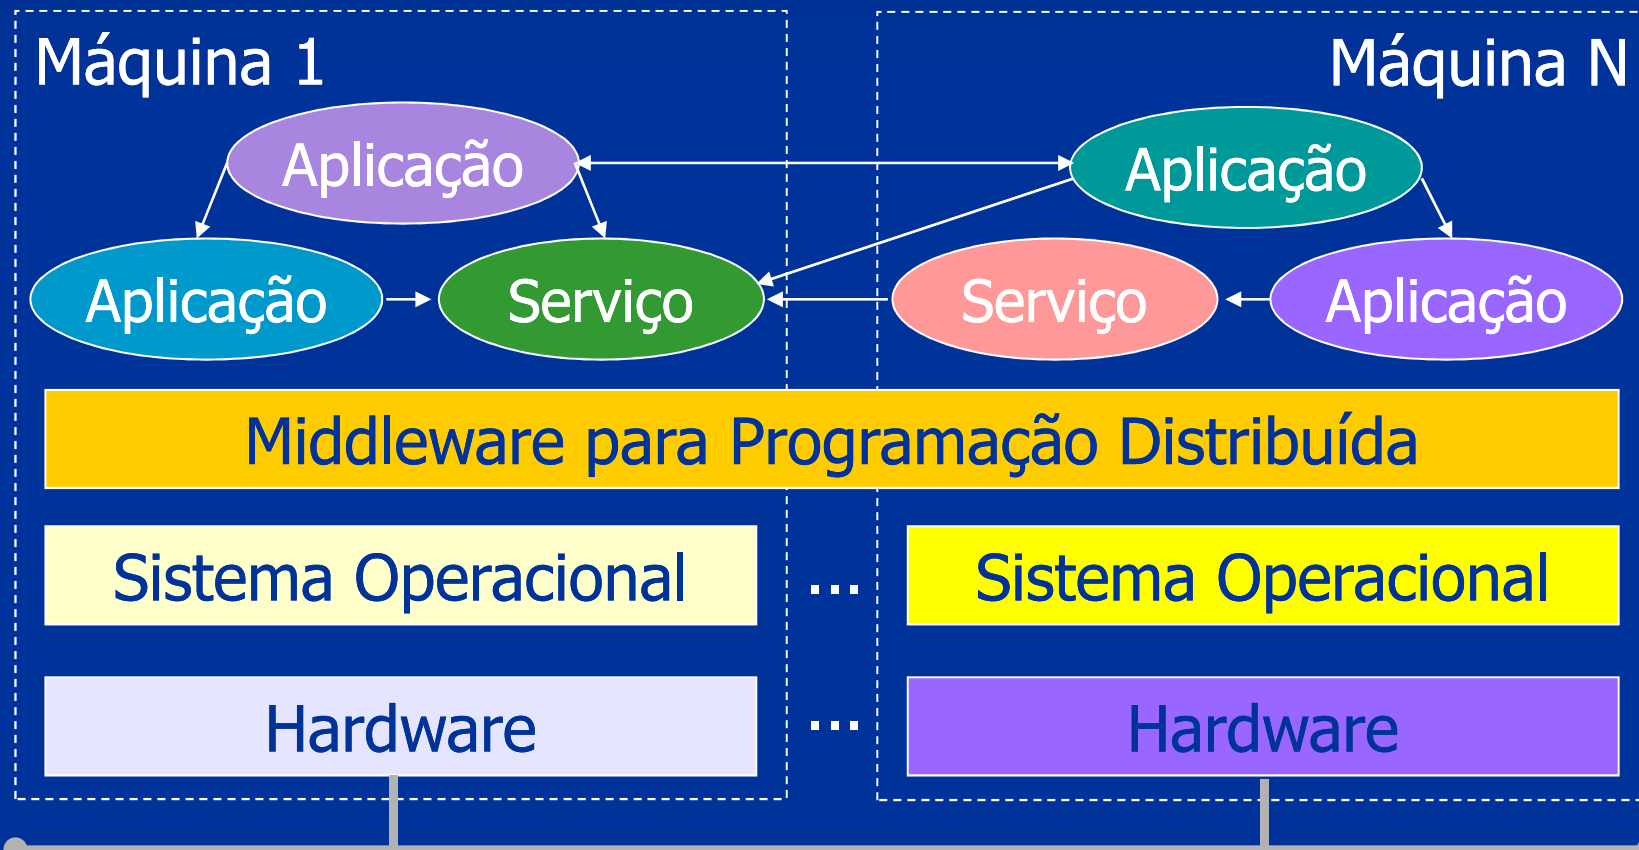 Máquina 1
Máquina N
Aplicação
Aplicação
Aplicação
Serviço
Serviço
Aplicação
Middleware para Programação Distribuída
Sistema Operacional
...
Sistema Operacional
Hardware
...
Hardware